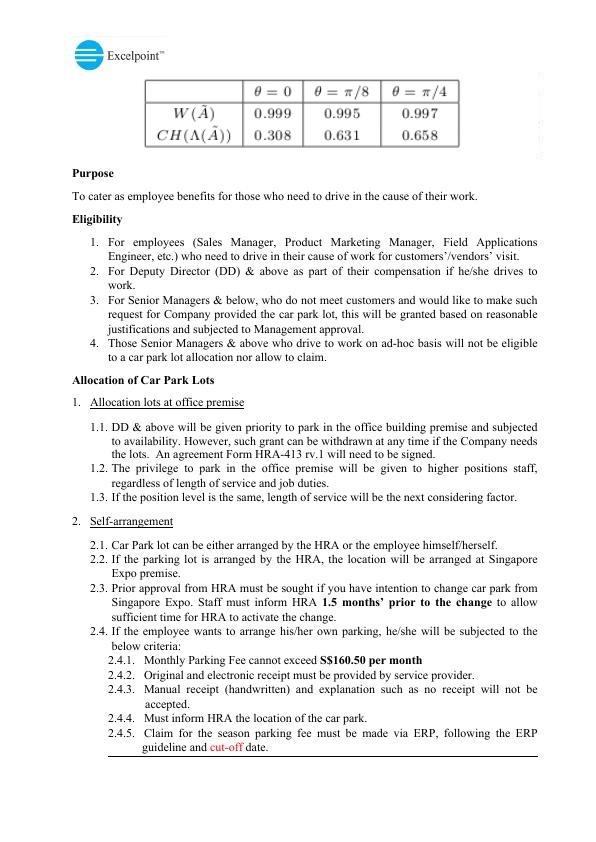 Excelpoint™
θ = 0 θ = π/8 θ = π/4
W(Ã) 0.999 0.995 0.997
CH(Λ(Ã)) 0.308 0.631 0.658
Purpose
To cater as employee benefits for those who need to drive in the cause of their work.
Eligibility
1. For employees (Sales Manager, Product Marketing Manager, Field Applications
Engineer, etc.) who need to drive in their cause of work for customers’/vendors’ visit.
2. For Deputy Director (DD) & above as part of their compensation if he/she drives to
work.
3. For Senior Managers & below, who do not meet customers and would like to make such
request for Company provided the car park lot, this will be granted based on reasonable
justifications and subjected to Management approval.
4. Those Senior Managers & above who drive to work on ad-hoc basis will not be eligible
to a car park lot allocation nor allow to claim.
Allocation of Car Park Lots
1. Allocation lots at office premise
1.1. DD & above will be given priority to park in the office building premise and subjected
to availability. However, such grant can be withdrawn at any time if the Company needs
the lots. An agreement Form HRA-413 rv.1 will need to be signed.
1.2. The privilege to park in the office premise will be given to higher positions staff,
regardless of length of service and job duties.
1.3. If the position level is the same, length of service will be the next considering factor.
2. Self-arrangement
2.1. Car Park lot can be either arranged by the HRA or the employee himself/herself.
2.2. If the parking lot is arranged by the HRA, the location will be arranged at Singapore
Expo premise.
2.3. Prior approval from HRA must be sought if you have intention to change car park from
Singapore Expo. Staff must inform HRA 1.5 months’ prior to the change to allow
sufficient time for HRA to activate the change.
2.4. If the employee wants to arrange his/her own parking, he/she will be subjected to the
below criteria:
2.4.1. Monthly Parking Fee cannot exceed S$160.50 per month
2.4.2. Original and electronic receipt must be provided by service provider.
2.4.3. Manual receipt (handwritten) and explanation such as no receipt will not be
accepted.
2.4.4. Must inform HRA the location of the car park.
2.4.5. Claim for the season parking fee must be made via ERP, following the ERP
guideline and cut-off date.